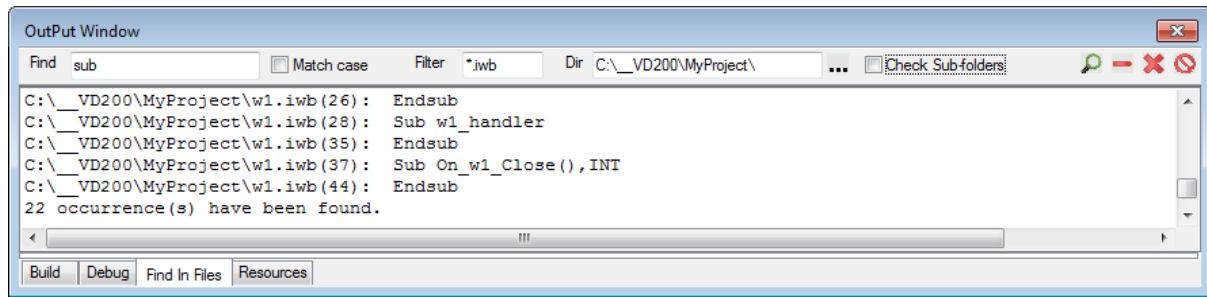 OutPut Window
Find sub Match case Filter *.iwb Dir C:\__VD200\MyProject\ ... Check Sub-folders
C:\__VD200\MyProject\w1.iwb(26): Endsub
C:\__VD200\MyProject\w1.iwb(28): Sub w1_handler
C:\__VD200\MyProject\w1.iwb(35): Endsub
C:\__VD200\MyProject\w1.iwb(37): Sub On_w1_Close(),INT
C:\__VD200\MyProject\w1.iwb(44): Endsub
22 occurrence(s) have been found.
Build Debug Find In Files Resources